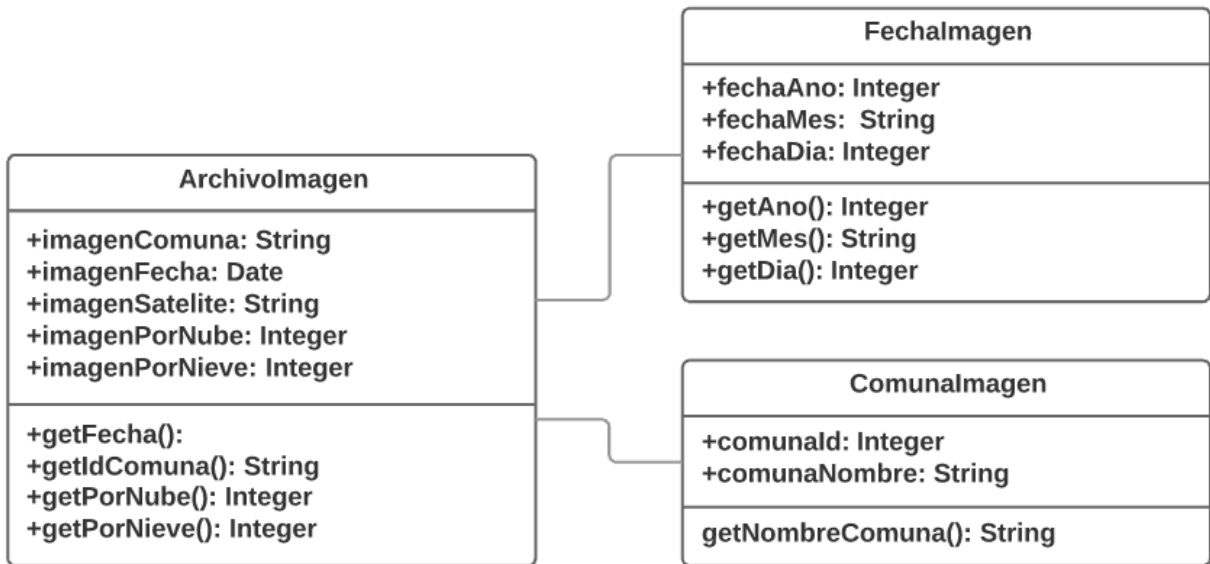 ArchivoImagen
+imagenComuna: String
+imagenFecha: Date
+imagenSatelite: String
+imagenPorNube: Integer
+imagenPorNieve: Integer
+getFecha():
+getIdComuna(): String
+getPorNube(): Integer
+getPorNieve(): Integer
FechaImagen
+fechaAno: Integer
+fechaMes:  String
+fechaDia: Integer
+getAno(): Integer
+getMes(): String
+getDia(): Integer
ComunaImagen
+comunaId: Integer
+comunaNombre: String
getNombreComuna(): String